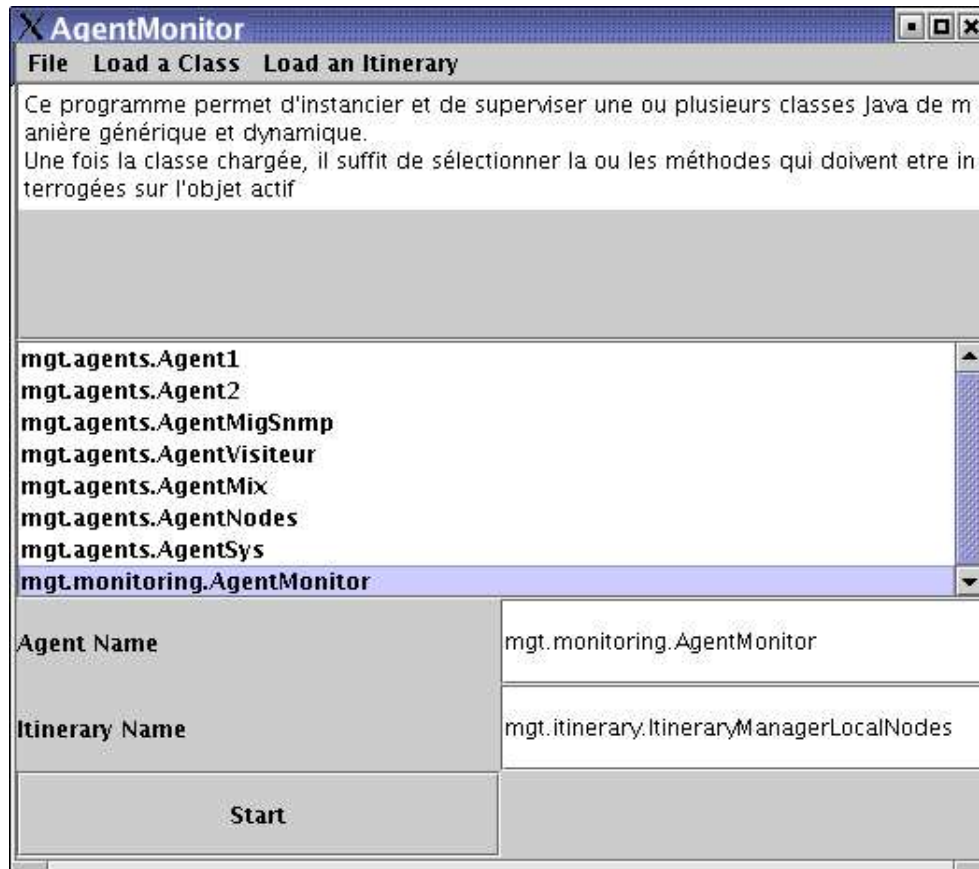 AgentMonitor
File Load a Class Load an Itinerary
Ce programme permet d'instancier et de superviser une ou plusieurs classes Java de m
anière générique et dynamique.
Une fois la classe chargée, il suffit de sélectionner la ou les méthodes qui doivent etre in
terrogées sur l'objet actif
mgt.agents.Agent1
mgt.agents.Agent2
mgt.agents.AgentMigSnmp
mgt.agents.AgentVisiteur
mgt.agents.AgentMix
mgt.agents.AgentNodes
mgt.agents.AgentSys
mgt.monitoring.AgentMonitor
Agent Name mgt.monitoring.AgentMonitor
Itinerary Name mgt.itinerary.ItineraryManagerLocalNodes
Start